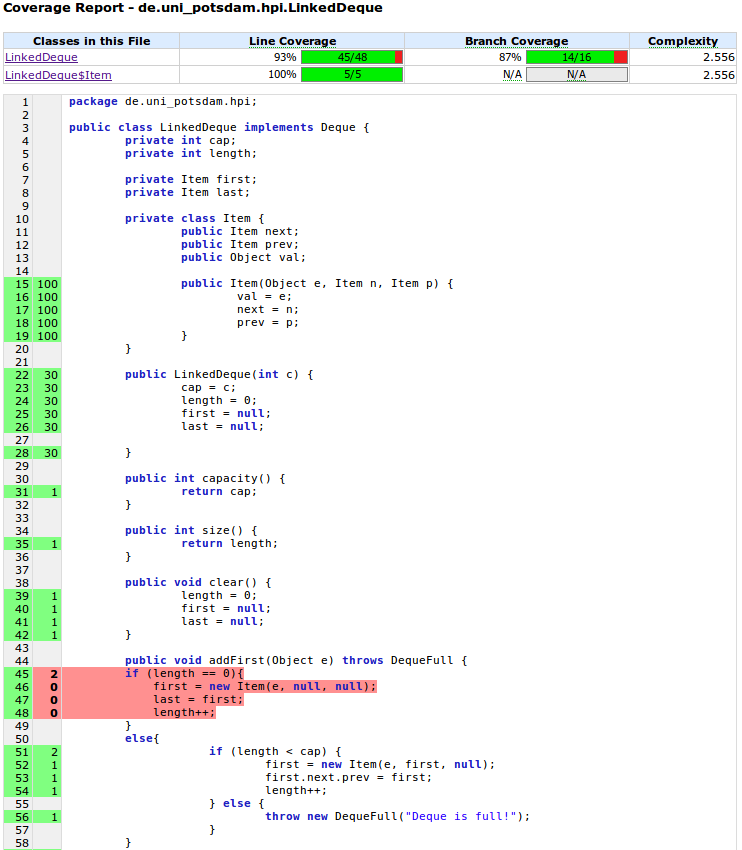 Coverage Report - de.uni_potsdam.hpi.LinkedDeque
Classes in this File Line Coverage Branch Coverage Complexity
LinkedDeque 93% 45/48 87% 14/16 2.556
LinkedDeque$Item 100% 5/5 N/A N/A 2.556
1 package de.uni_potsdam.hpi;
2
3 public class LinkedDeque implements Deque {
4 private int cap;
5 private int length;
6
7 private Item first;
8 private Item last;
9
10 private class Item {
11 public Item next;
12 public Item prev;
13 public Object val;
14
15 100 public Item(Object e, Item n, Item p) {
16 100 val = e;
17 100 next = n;
18 100 prev = p;
19 100 }
20 }
21
22 30 public LinkedDeque(int c) {
23 30 cap = c;
24 30 length = 0;
25 30 first = null;
26 30 last = null;
27
28 30 }
29
30 public int capacity() {
31 1 return cap;
32 }
33
34 public int size() {
35 1 return length;
36 }
37
38 public void clear() {
39 1 length = 0;
40 1 first = null;
41 1 last = null;
42 1 }
43
44 public void addFirst(Object e) throws DequeFull {
45 2 if (length == 0){
46 0 first = new Item(e, null, null);
47 0 last = first;
48 0 length++;
49 }
50 else{
51 2 if (length < cap) {
52 1 first = new Item(e, first, null);
53 1 first.next.prev = first;
54 1 length++;
55 } else {
56 1 throw new DequeFull("Deque is full!");
57 }
58 }